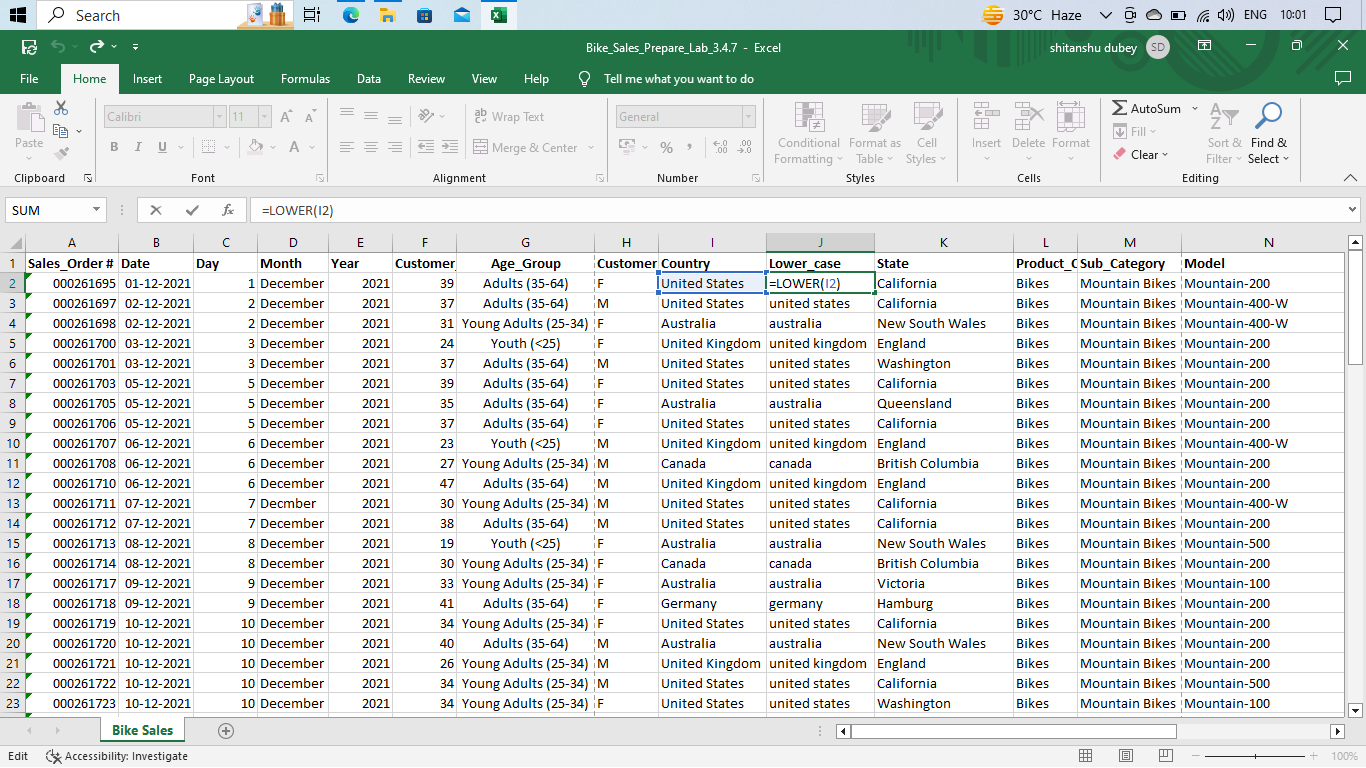 Search
30°C Haze ENG 10:01
Bike_Sales_Prepare_Lab_3.4.7 - Excel
shitanshu dubey SD
File Home Insert Page Layout Formulas Data Review View Help Tell me what you want to do
Calibri 11 Wrap Text General AutoSum
Paste B I U Merge & Center % Conditional Formatting Format as Table Cell Styles Insert Delete Format Fill Clear Sort & Filter Find & Select
Clipboard Font Alignment Number Styles Cells Editing
SUM fx =LOWER(I2)
A B C D E F G H I J K L M N
1 Sales_Order # Date Day Month Year Customer Age_Group Customer Country Lower_case State Product_C Sub_Category Model
2 000261695 01-12-2021 1 December 2021 39 Adults (35-64) F United States =LOWER(I2) California Bikes Mountain Bikes Mountain-200
3 000261697 02-12-2021 2 December 2021 37 Adults (35-64) M United States united states California Bikes Mountain Bikes Mountain-400-W
4 000261698 02-12-2021 2 December 2021 31 Young Adults (25-34) F Australia australia New South Wales Bikes Mountain Bikes Mountain-400-W
5 000261700 03-12-2021 3 December 2021 24 Youth (<25) F United Kingdom united kingdom England Bikes Mountain Bikes Mountain-200
6 000261701 03-12-2021 3 December 2021 37 Adults (35-64) M United States united states Washington Bikes Mountain Bikes Mountain-200
7 000261703 05-12-2021 5 December 2021 39 Adults (35-64) F United States united states California Bikes Mountain Bikes Mountain-200
8 000261705 05-12-2021 5 December 2021 35 Adults (35-64) F Australia australia Queensland Bikes Mountain Bikes Mountain-200
9 000261706 05-12-2021 5 December 2021 37 Adults (35-64) F United States united states California Bikes Mountain Bikes Mountain-200
10 000261707 06-12-2021 6 December 2021 23 Youth (<25) M United Kingdom united kingdom England Bikes Mountain Bikes Mountain-400-W
11 000261708 06-12-2021 6 December 2021 27 Young Adults (25-34) M Canada canada British Columbia Bikes Mountain Bikes Mountain-200
12 000261710 06-12-2021 6 December 2021 47 Adults (35-64) M United Kingdom united kingdom England Bikes Mountain Bikes Mountain-200
13 000261711 07-12-2021 7 Decmber 2021 30 Young Adults (25-34) M United States united states California Bikes Mountain Bikes Mountain-400-W
14 000261712 07-12-2021 7 December 2021 38 Adults (35-64) M United States united states California Bikes Mountain Bikes Mountain-200
15 000261713 08-12-2021 8 December 2021 19 Youth (<25) F Australia australia New South Wales Bikes Mountain Bikes Mountain-500
16 000261714 08-12-2021 8 December 2021 30 Young Adults (25-34) F Canada canada British Columbia Bikes Mountain Bikes Mountain-200
17 000261717 09-12-2021 9 December 2021 33 Young Adults (25-34) F Australia australia Victoria Bikes Mountain Bikes Mountain-100
18 000261718 09-12-2021 9 December 2021 41 Adults (35-64) F Germany germany Hamburg Bikes Mountain Bikes Mountain-200
19 000261719 10-12-2021 10 December 2021 34 Young Adults (25-34) F United States united states California Bikes Mountain Bikes Mountain-200
20 000261720 10-12-2021 10 December 2021 40 Adults (35-64) M Australia australia New South Wales Bikes Mountain Bikes Mountain-200
21 000261721 10-12-2021 10 December 2021 26 Young Adults (25-34) M United Kingdom united kingdom England Bikes Mountain Bikes Mountain-200
22 000261722 10-12-2021 10 December 2021 34 Young Adults (25-34) M United States united states California Bikes Mountain Bikes Mountain-500
23 000261723 10-12-2021 10 December 2021 34 Young Adults (25-34) F United States united states Washington Bikes Mountain Bikes Mountain-100
Bike Sales
Edit Accessibility: Investigate 100%